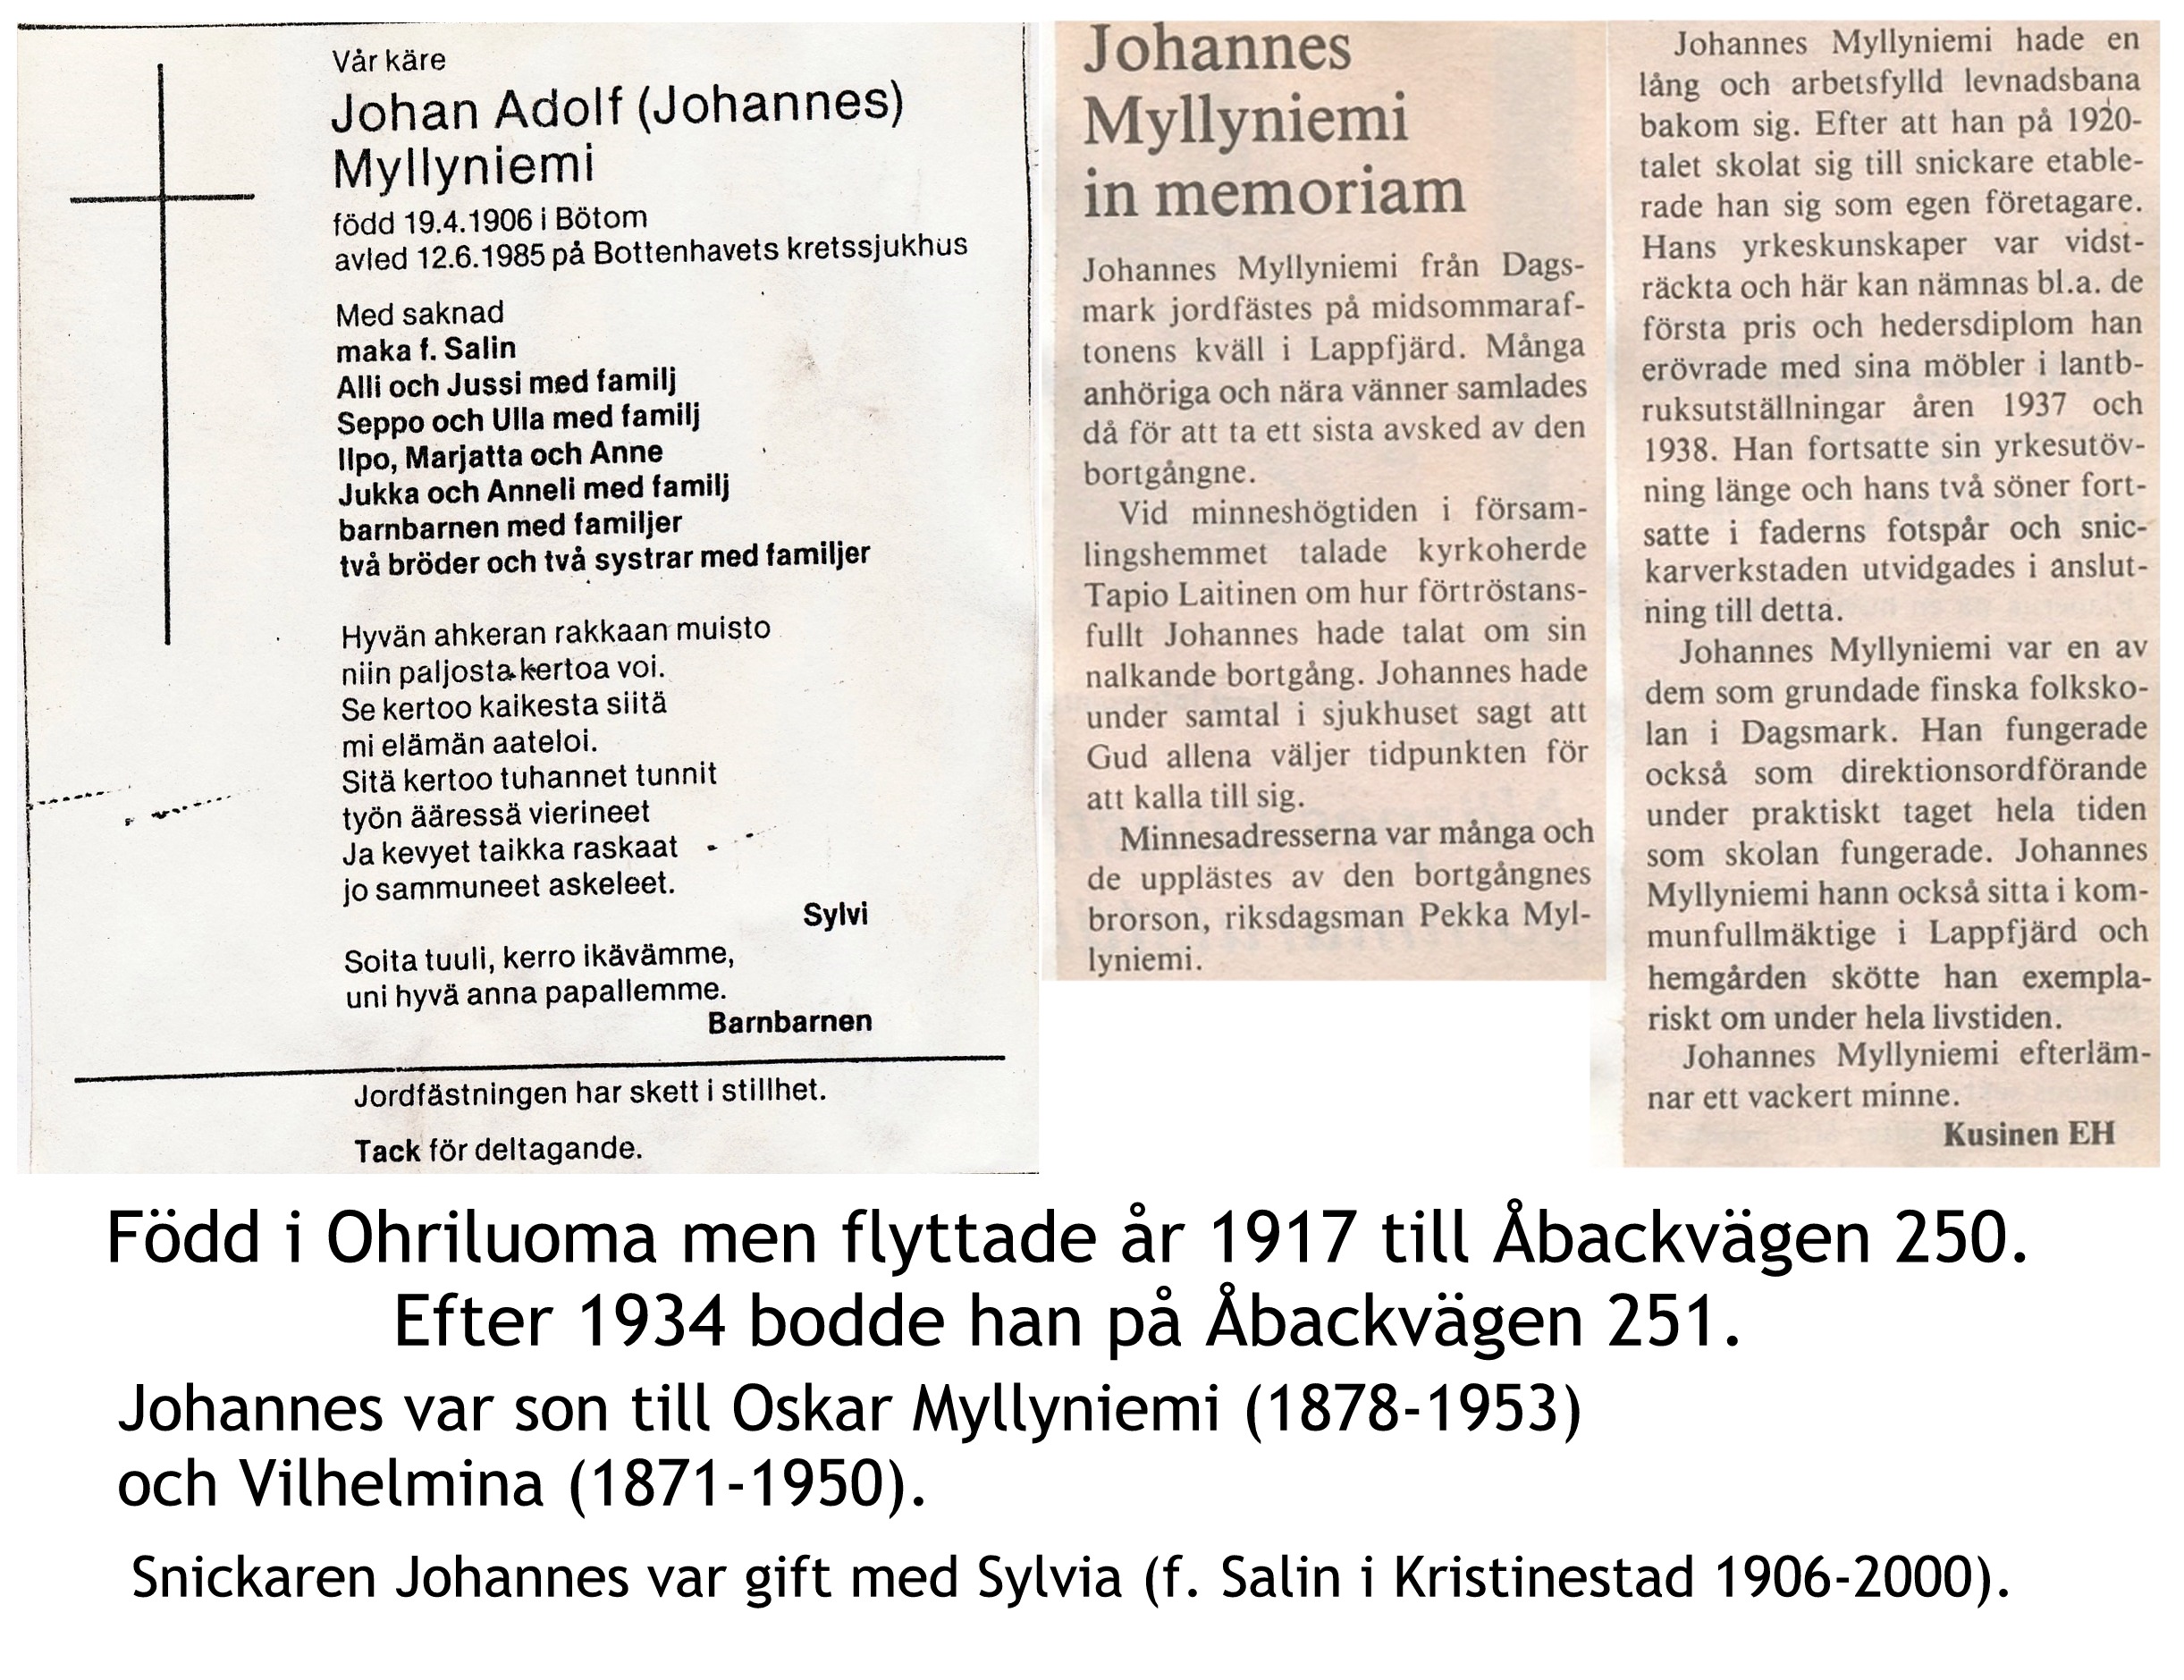 Vår käre
Johan Adolf (Johannes)
Myllyniemi
född 19.4.1906 i Bötom
avled 12.6.1985 på Bottenhavets kretssjukhus
Med saknad
maka f. Salin
Alli och Jussi med familj
Seppo och Ulla med familj
Ilpo, Marjatta och Anne
Jukka och Anneli med familj
barnbarnen med familjer
två bröder och två systrar med familjer
Hyvän ahkeran rakkaan muisto
niin paljosta kertoa voi.
Se kertoo kaikesta siitä
mi elämän aateloi.
Sitä kertoo tuhannet tunnit
työn ääressä vierineet
Ja kevyet taikka raskaat
jo sammuneet askeleet.
Sylvi
Soita tuuli, kerro ikävämme,
uni hyvä anna papallemme.
Barnbarnen
Jordfästningen har skett i stillhet.
Tack för deltagande.
Johannes
Myllyniemi
in memoriam
Johannes Myllyniemi från Dags-
mark jordfästes på midsommaraf-
tonens kväll i Lappfjärd. Många
anhöriga och nära vänner samlades
då för att ta ett sista avsked av den
bortgångne.
Vid minneshögtiden i försam-
lingshemmet talade kyrkoherde
Tapio Laitinen om hur förtröstans-
fullt Johannes hade talat om sin
nalkande bortgång. Johannes hade
under samtal i sjukhuset sagt att
Gud allena väljer tidpunkten för
att kalla till sig.
Minnesadresserna var många och
de upplästes av den bortgångnes
brorson, riksdagsman Pekka Myl-
lyniemi.
Johannes Myllyniemi hade en
lång och arbetsfylld levnadsbana
bakom sig. Efter att han på 1920-
talet skolat sig till snickare etable-
rade han sig som egen företagare.
Hans yrkeskunskaper var vidst-
räckta och här kan nämnas bl.a. de
första pris och hedersdiplom han
erövrade med sina möbler i lantb-
ruksutställningar åren 1937 och
1938. Han fortsatte sin yrkesutöv-
ning länge och hans två söner fort-
satte i faderns fotspår och snic-
karverkstaden utvidgades i anslut-
ning till detta.
Johannes Myllyniemi var en av
dem som grundade finska folksko-
lan i Dagsmark. Han fungerade
också som direktionsordförande
under praktiskt taget hela tiden
som skolan fungerade. Johannes
Myllyniemi hann också sitta i kom-
munfullmäktige i Lappfjärd och
hemgården skötte han exempla-
riskt om under hela livstiden.
Johannes Myllyniemi efterläm-
nar ett vackert minne.
Kusinen EH
Född i Ohriluoma men flyttade år 1917 till Åbackvägen 250.
Efter 1934 bodde han på Åbackvägen 251.
Johannes var son till Oskar Myllyniemi (1878-1953)
och Vilhelmina (1871-1950).
Snickaren Johannes var gift med Sylvia (f. Salin i Kristinestad 1906-2000).